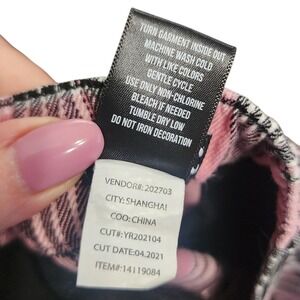 TURN GARMENT INSIDE OUT
MACHINE WASH COLD
WITH LIKE COLORS
GENTLE CYCLE
USE ONLY NON-CHLORINE
BLEACH IF NEEDED
TUMBLE DRY LOW
DO NOT IRON DECORATION
VENDOR#: 202703
CITY: SHANGHAI
COO: CHINA
CUT#: YR202104
CUT DATE:04.2021
ITEM#:14119084